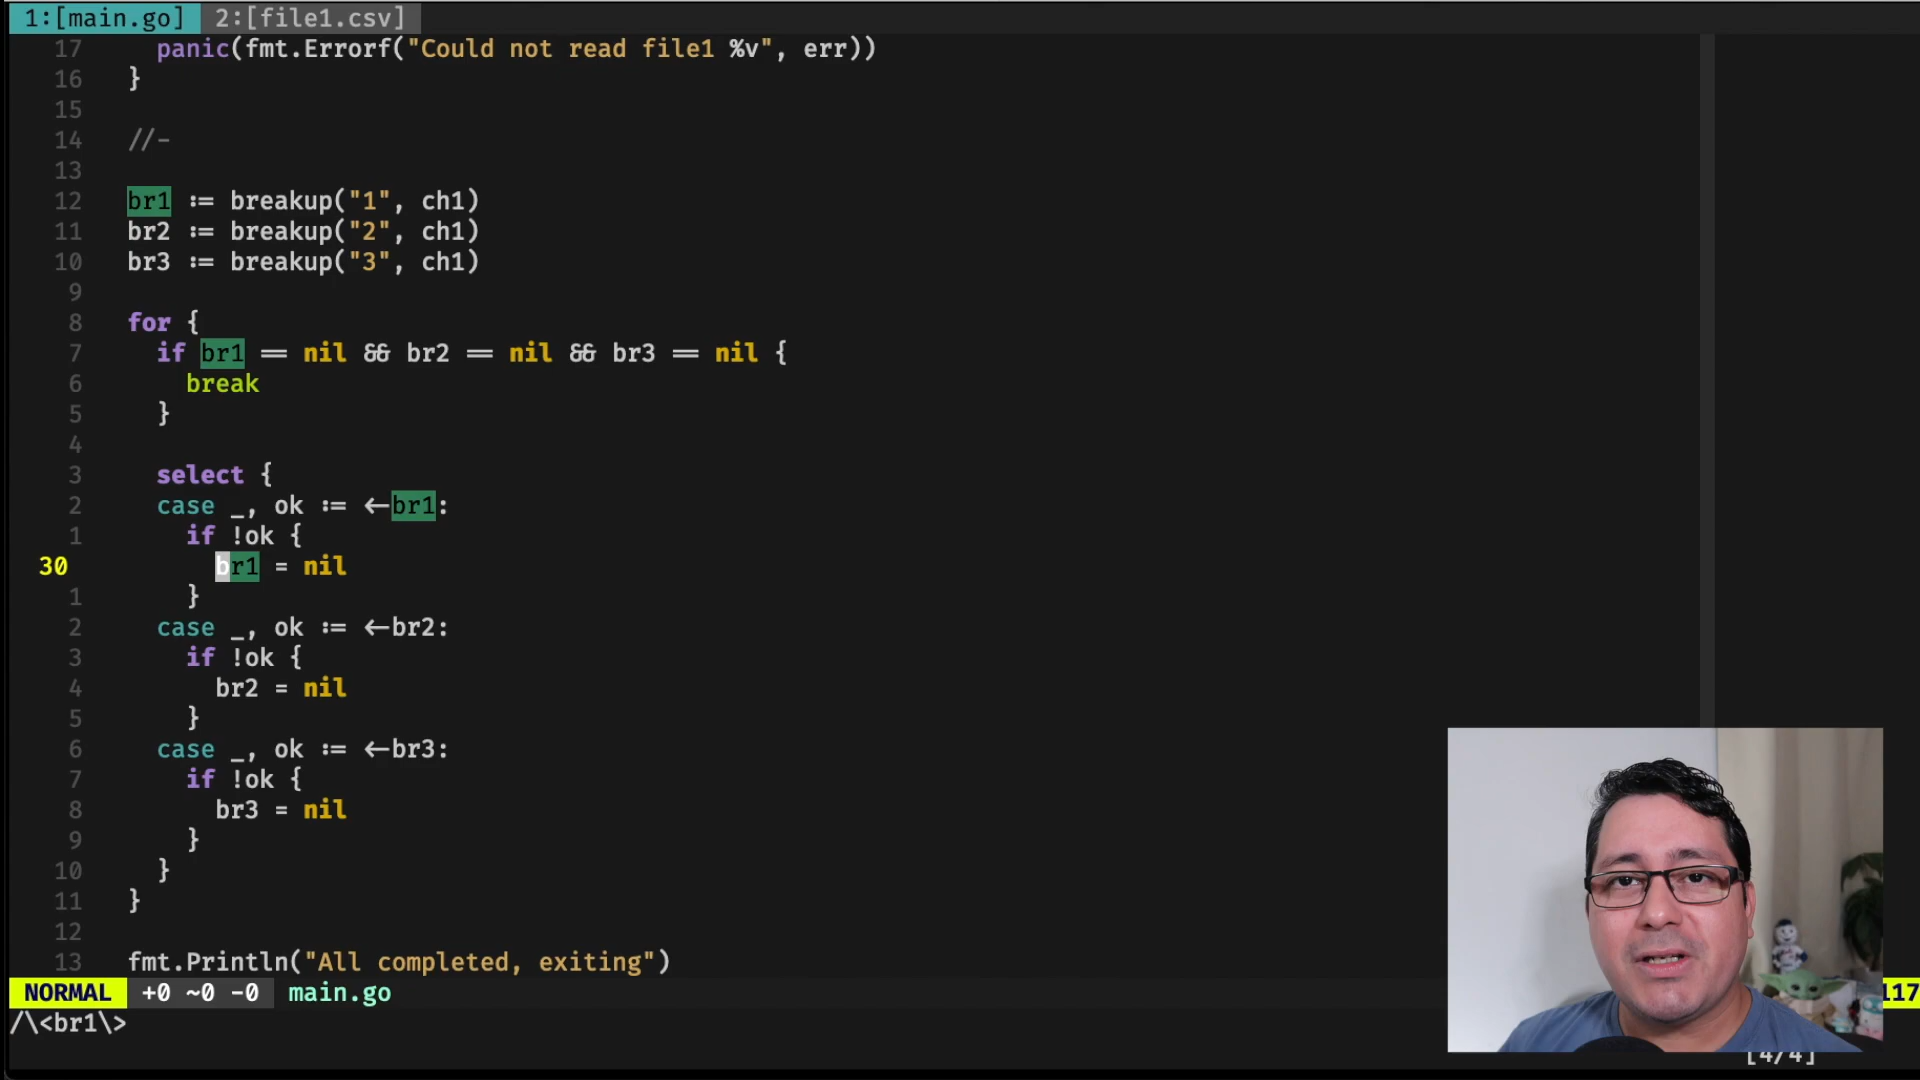 1:[main.go] 2:[file1.csv]
17 panic(fmt.Errorf("Could not read file1 %v", err))
16 }
15
14 //-
13
12 br1 := breakup("1", ch1)
11 br2 := breakup("2", ch1)
10 br3 := breakup("3", ch1)
9
8 for {
7 if br1 == nil && br2 == nil && br3 == nil {
6 break
5 }
4
3 select {
2 case _, ok := <-br1:
1 if !ok {
30 br1 = nil
1 }
2 case _, ok := <-br2:
3 if !ok {
4 br2 = nil
5 }
6 case _, ok := <-br3:
7 if !ok {
8 br3 = nil
9 }
10 }
11 }
12
13 fmt.Println("All completed, exiting")
NORMAL +0 ~0 -0 main.go 117
/\<br1\>
[4/4]